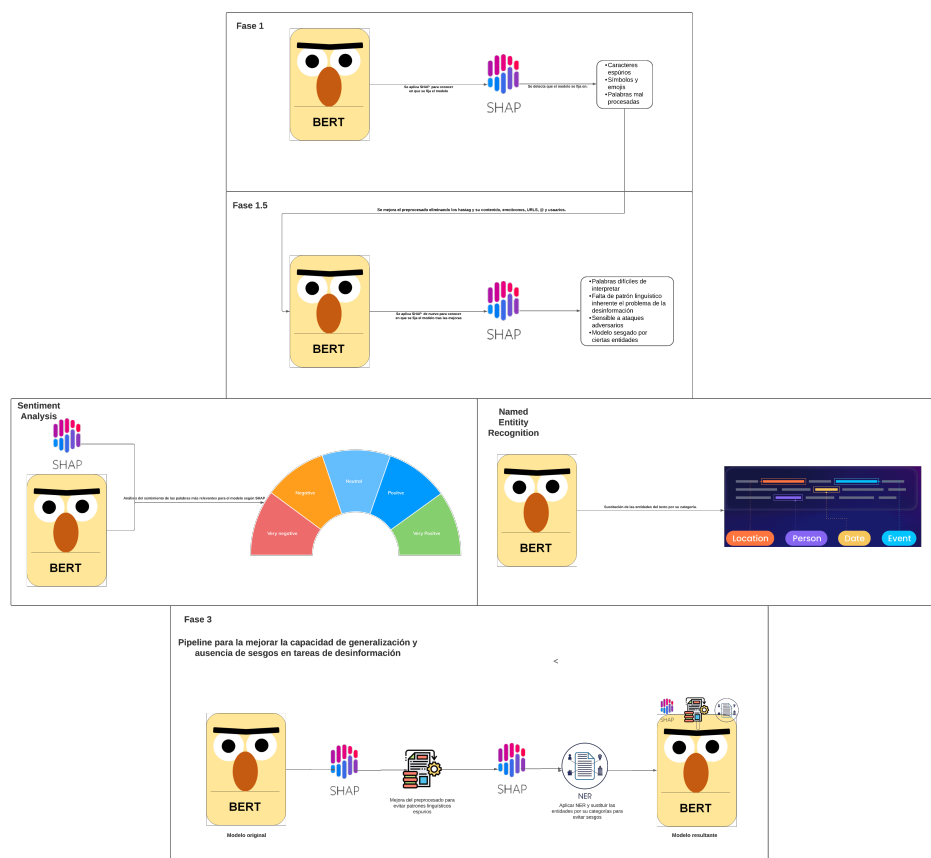 Fase 1
BERT
Se aplica SHAP para conocer
en que se fija el modelo
SHAP
Se detecta que el modelo se fija en:
•Caracteres
espúrios
•Símbolos y
emojis
•Palabras mal
procesadas
Fase 1.5
Se mejora el preprocesado eliminando los hastag y su contenido, emoticonos, URLS, @ y usuarios.
BERT
Se aplica SHAP de nuevo para conocer
en que se fija el modelo tras las mejoras
SHAP
•Palabras difíciles de
interpretar
•Falta de patrón linguístico
inherente el problema de la
desinformación
•Sensible a ataques
adversarios
•Modelo sesgado por
ciertas entidades
Sentiment
Analysis
SHAP
BERT
Analisis del sentimiento de las palabras más relevantes para el modelo según SHAP
Very negative
Negative
Neutral
Positive
Very Positive
Named
Entitity
Recognition
BERT
Sustitución de las entidades del texto por su categoría.
Location
Person
Date
Event
Fase 3
Pipeline para la mejorar la capacidad de generalización y
ausencia de sesgos en tareas de desinformación
<
BERT
Modelo original
SHAP
Mejora del preprocesado para
evitar patrones linguísticos
espurios
SHAP
NER
Aplicar NER y sustituir las
entidades por su categorías para
evitar sesgos
SHAP
BERT
Modelo resultante